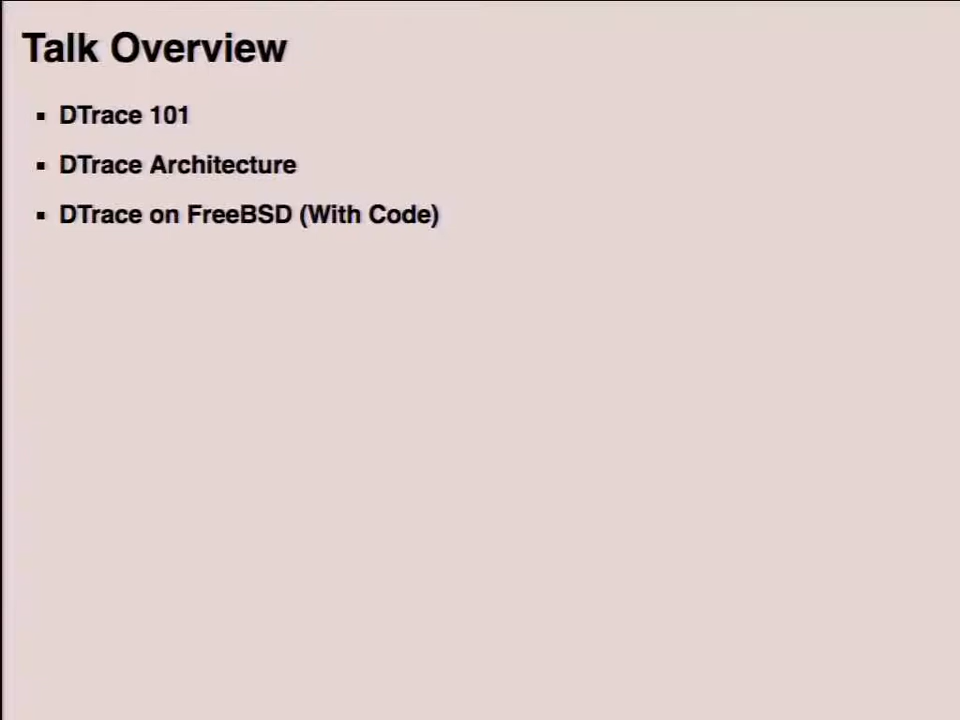 Talk Overview
DTrace 101
DTrace Architecture
DTrace on FreeBSD (With Code)